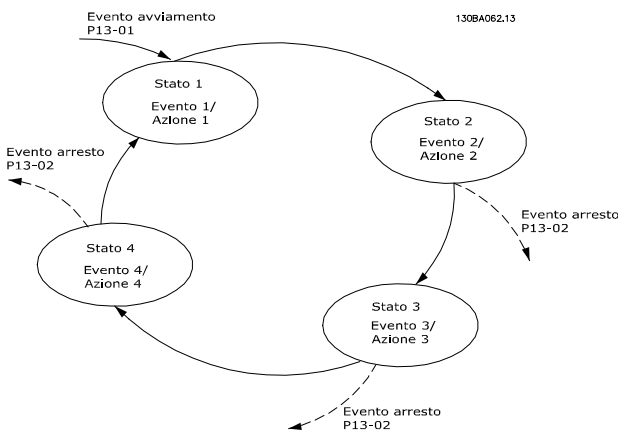 Evento avviamento
P13-01
130BA062.13
Stato 1
Evento 1/
Azione 1
Stato 2
Evento 2/
Azione 2
Evento arresto
P13-02
Evento arresto
P13-02
Stato 4
Evento 4/
Azione 4
Stato 3
Evento 3/
Azione 3
Evento arresto
P13-02